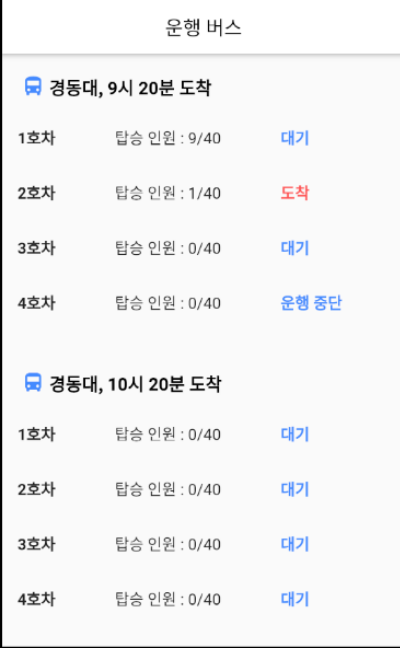 운행 버스
경동대, 9시 20분 도착
1호차 탑승 인원 : 9/40 대기
2호차 탑승 인원 : 1/40 도착
3호차 탑승 인원 : 0/40 대기
4호차 탑승 인원 : 0/40 운행 중단
경동대, 10시 20분 도착
1호차 탑승 인원 : 0/40 대기
2호차 탑승 인원 : 0/40 대기
3호차 탑승 인원 : 0/40 대기
4호차 탑승 인원 : 0/40 대기